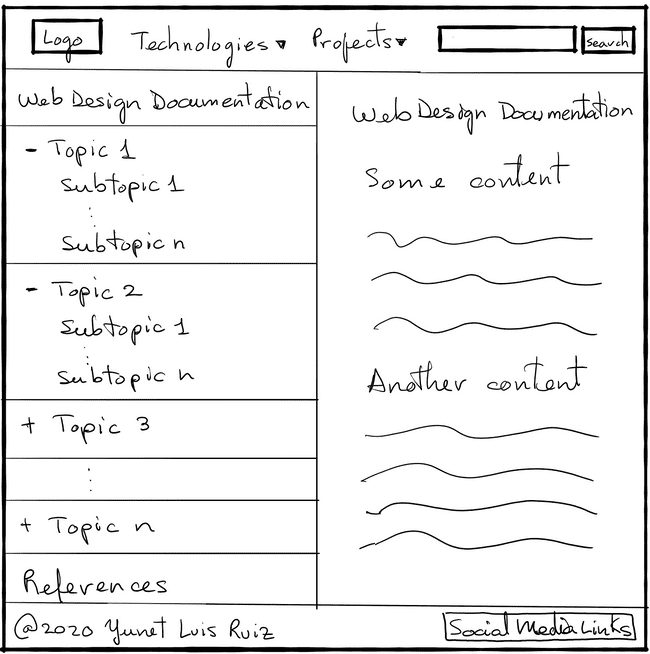 Logo Technologies ▾ Projects ▾ Search
Web Design Documentation
- Topic 1
Subtopic 1
⋮
Subtopic n
- Topic 2
Subtopic 1
⋮
Subtopic n
+ Topic 3
⋮
+ Topic n
References
Web Design Documentation
Some content
Another content
@2020 Yunet Luis Ruiz
Social Media Links